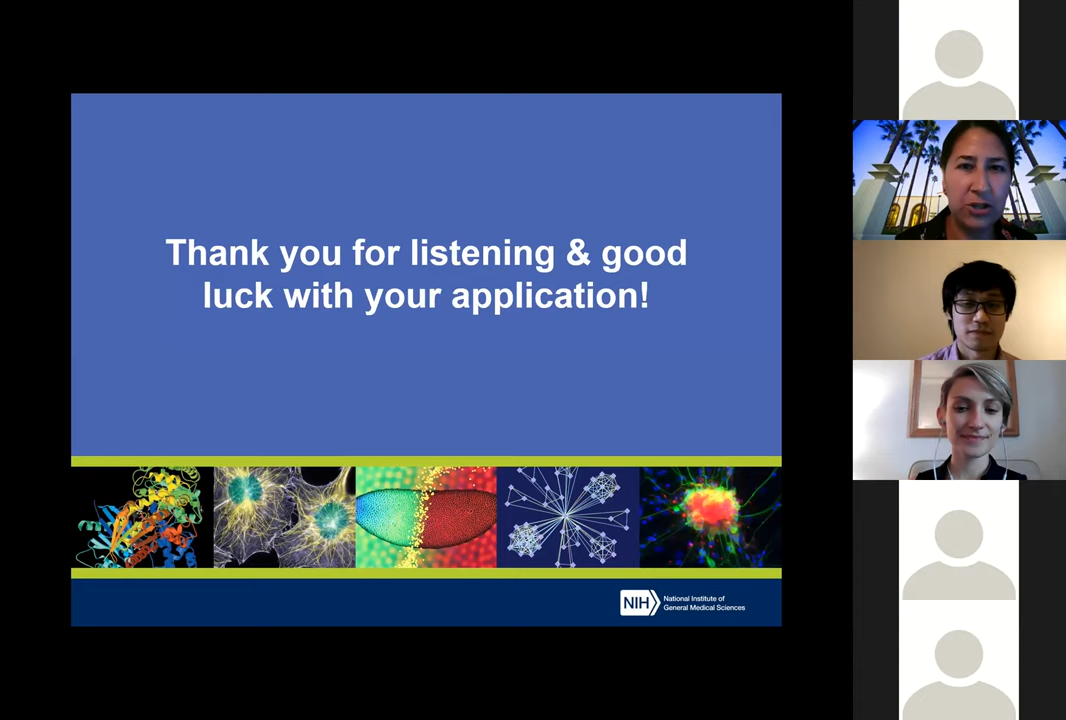 Thank you for listening & good
luck with your application!
NIH
National Institute of
General Medical Sciences